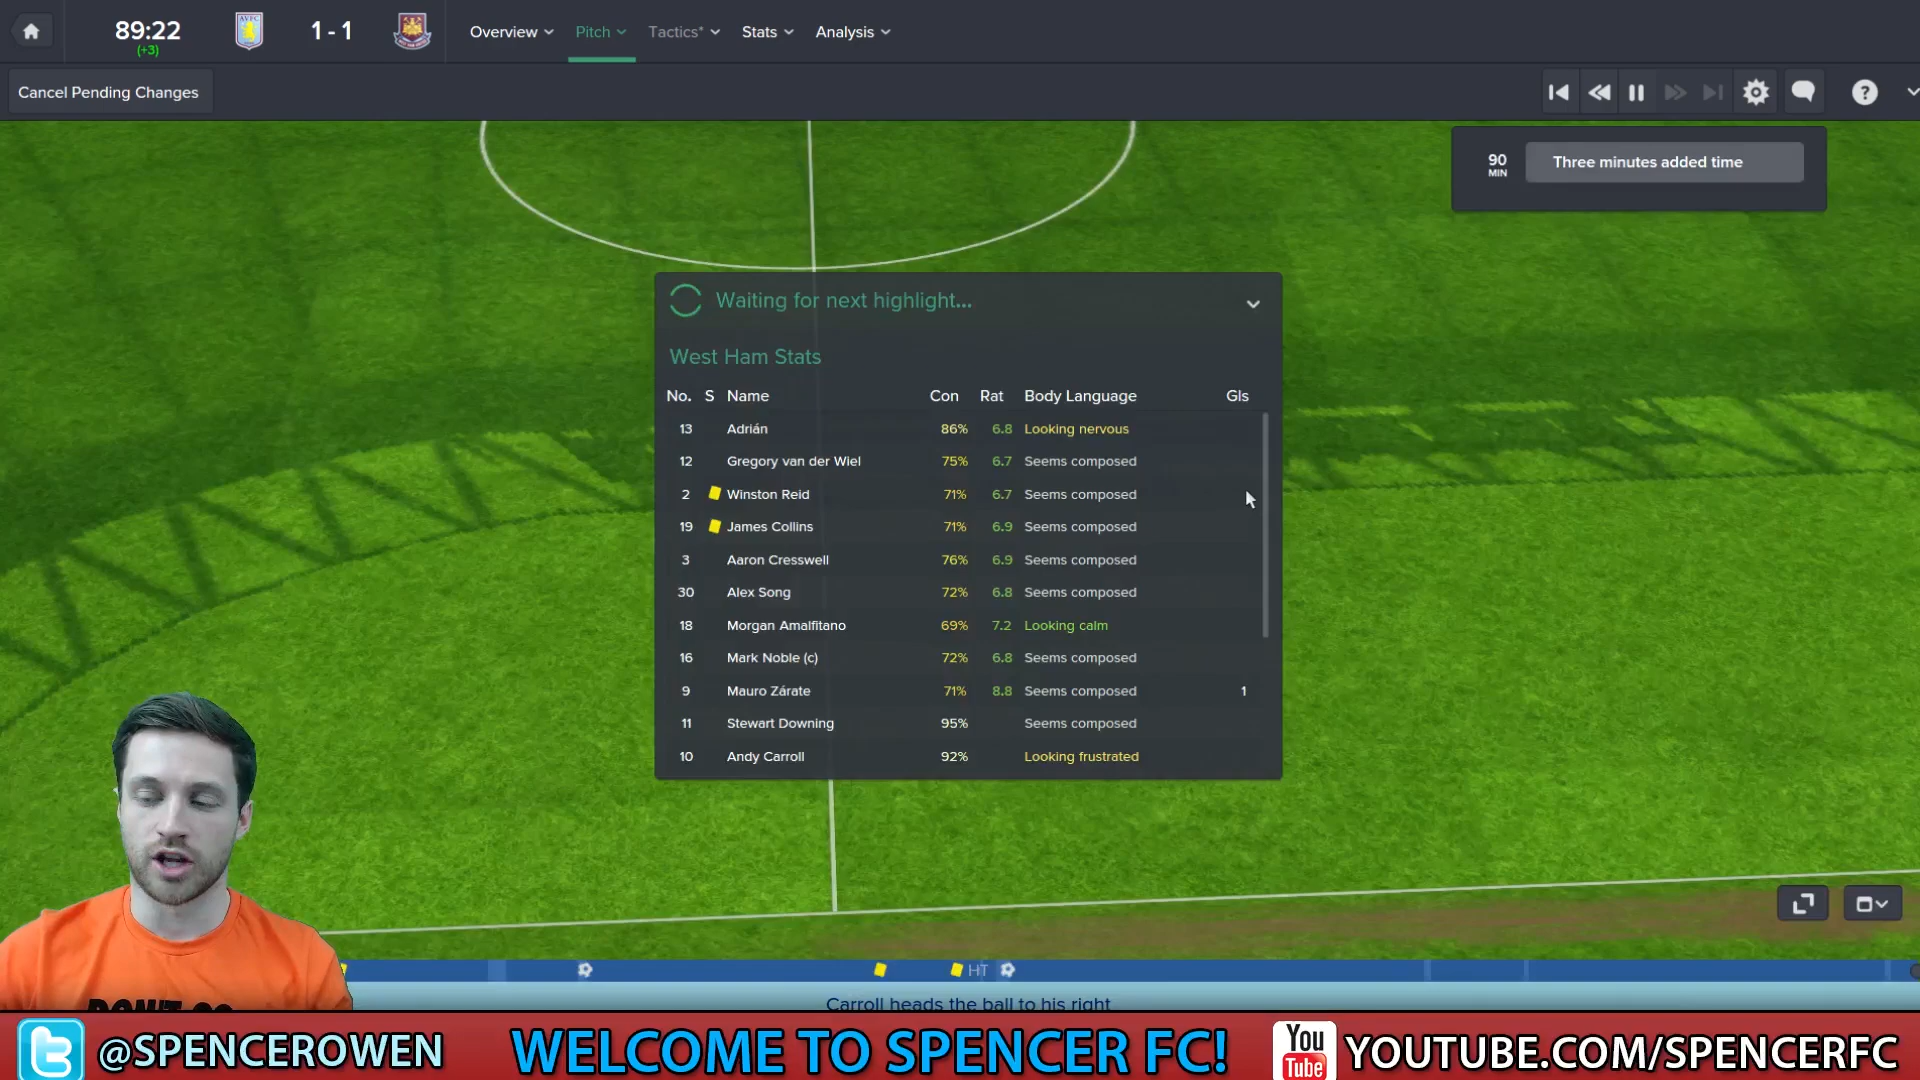 89:22
(+3)
AVFC
1 - 1
Overview
Pitch
Tactics*
Stats
Analysis
Cancel Pending Changes
?
90
MIN
Three minutes added time
Waiting for next highlight...
West Ham Stats
No. S Name Con Rat Body Language Gls
13 Adrián 86% 6.8 Looking nervous
12 Gregory van der Wiel 75% 6.7 Seems composed
2 Winston Reid 71% 6.7 Seems composed
19 James Collins 71% 6.9 Seems composed
3 Aaron Cresswell 76% 6.9 Seems composed
30 Alex Song 72% 6.8 Seems composed
18 Morgan Amalfitano 69% 7.2 Looking calm
16 Mark Noble (c) 72% 6.8 Seems composed
9 Mauro Zárate 71% 8.8 Seems composed 1
11 Stewart Downing 95% Seems composed
10 Andy Carroll 92% Looking frustrated
HT
Carroll heads the ball to his right
@SPENCEROWEN
WELCOME TO SPENCER FC!
You
Tube
YOUTUBE.COM/SPENCERFC